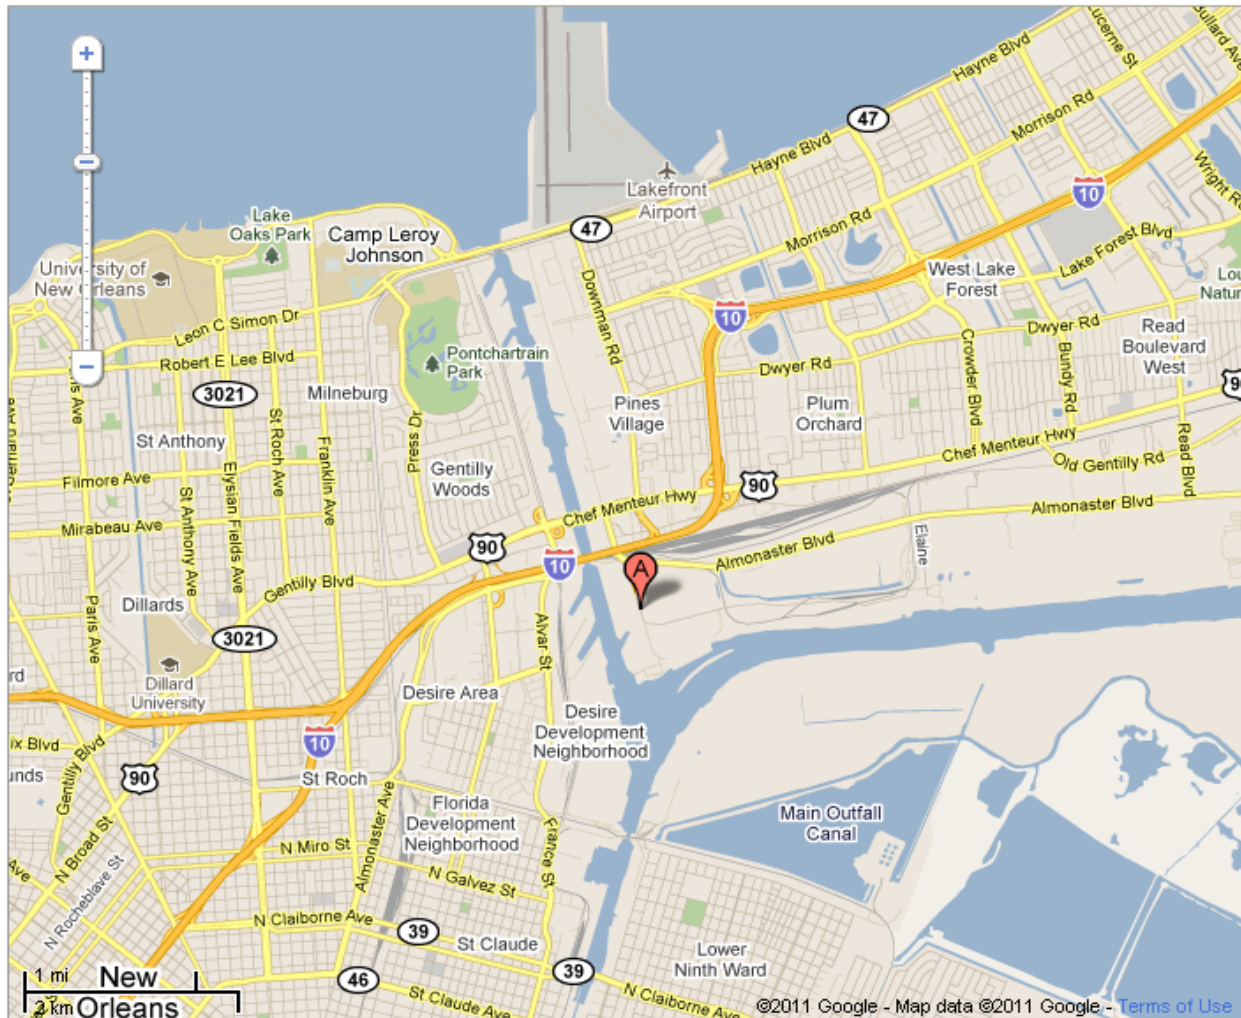 Hayne Blvd
Lucerne St
Bullard Ave
47
Morrison Rd
Hayne Blvd
Wright Rd
10
Lakefront
Airport
Lake
Oaks Park
Camp Leroy
Johnson
47
Morrison Rd
Lake Forest Blvd
University of
New Orleans
West Lake
Forest
Downman Rd
Leon C Simon Dr
10
Dwyer Rd
Read
Boulevard
West
Robert E Lee Blvd
Pontchartrain
Park
Dwyer Rd
Crowder Blvd
Bundy Rd
3021
Milneburg
Pines
Village
Plum
Orchard
St Anthony
St Roch Ave
Franklin Ave
Press Dr
Chef Menteur Hwy
Read Blvd
Filmore Ave
Elysian Fields Ave
St Anthony Ave
Gentilly
Woods
90
Old Gentilly Rd
Mirabeau Ave
Chef Menteur Hwy
Almonaster Blvd
90
10
Almonaster Blvd
Elaine
Gentilly Blvd
A
Dillards
Paris Ave
3021
Alvar St
Dillard
University
Desire Area
Desire
Development
Neighborhood
10
Gentilly Blvd
90
St Roch
Florida
Development
Neighborhood
Main Outfall
Canal
N Broad St
N Rocheblave St
N Miro St
Almonaster Ave
France St
N Galvez St
N Claiborne Ave
39
St Claude
Lower
Ninth Ward
39
46
St Claude Ave
N Claiborne Ave
1 mi
2 km
New
Orleans
©2011 Google - Map data ©2011 Google - Terms of Use